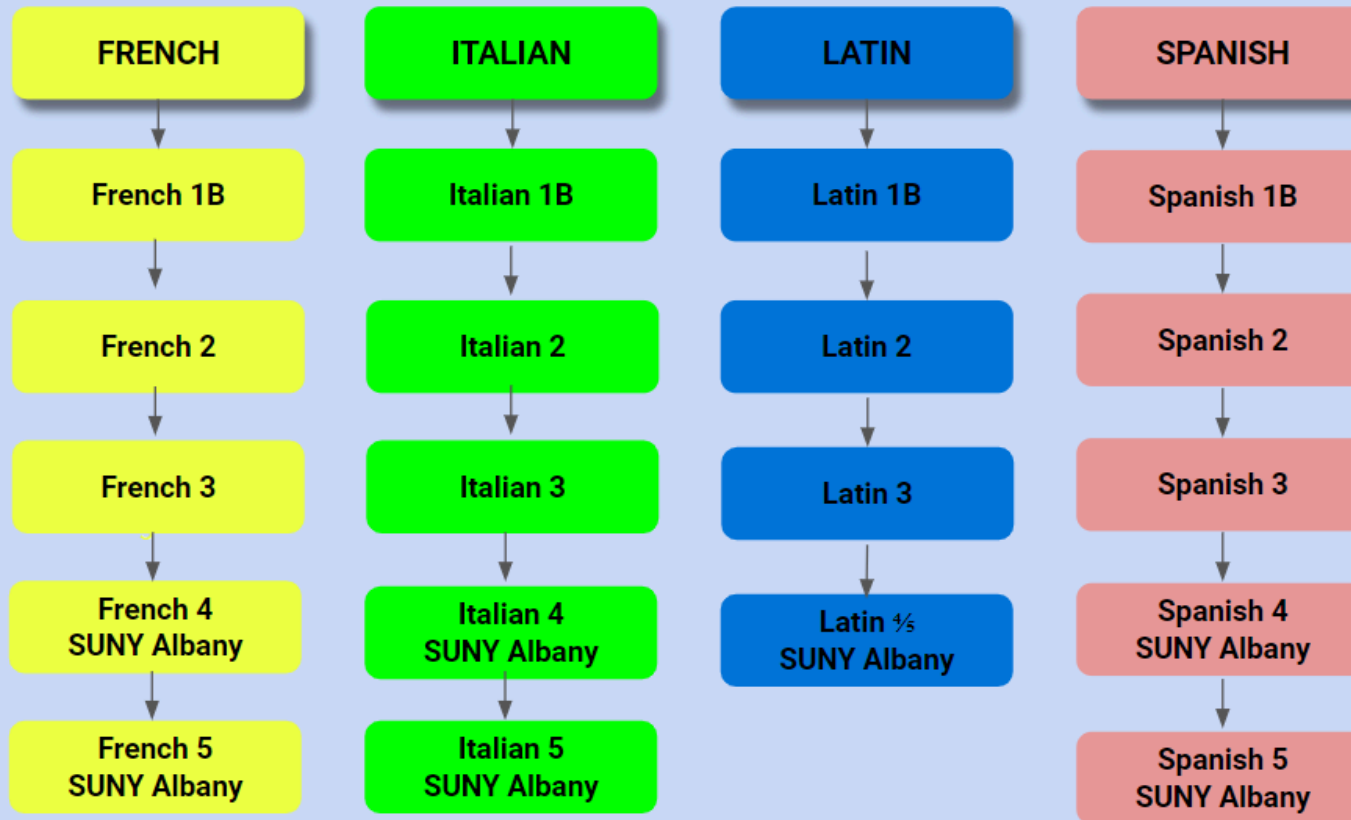 FRENCH
ITALIAN
LATIN
SPANISH
French 1B
Italian 1B
Latin 1B
Spanish 1B
French 2
Italian 2
Latin 2
Spanish 2
French 3
Italian 3
Latin 3
Spanish 3
French 4
SUNY Albany
Italian 4
SUNY Albany
Latin ⅘
SUNY Albany
Spanish 4
SUNY Albany
French 5
SUNY Albany
Italian 5
SUNY Albany
Spanish 5
SUNY Albany